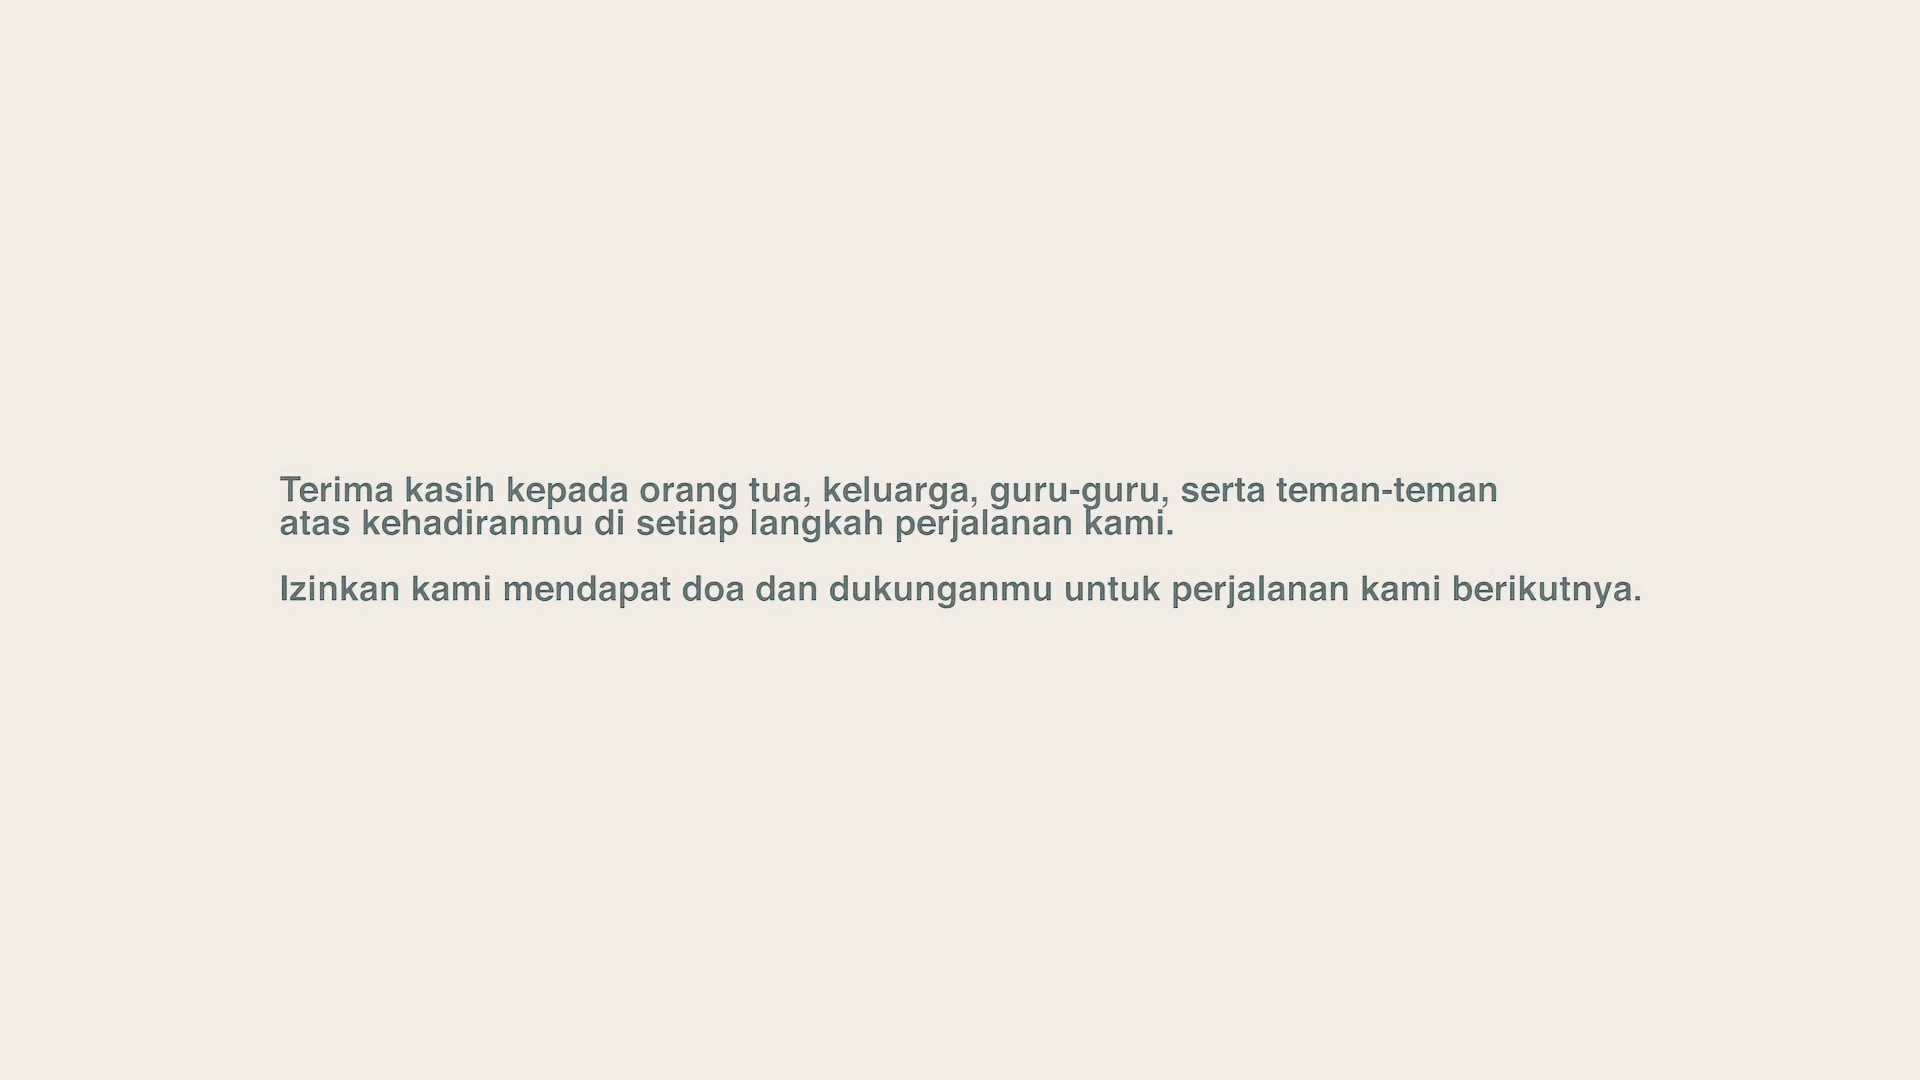 Terima kasih kepada orang tua, keluarga, guru-guru, serta teman-teman
atas kehadiranmu di setiap langkah perjalanan kami.
Izinkan kami mendapat doa dan dukunganmu untuk perjalanan kami berikutnya.